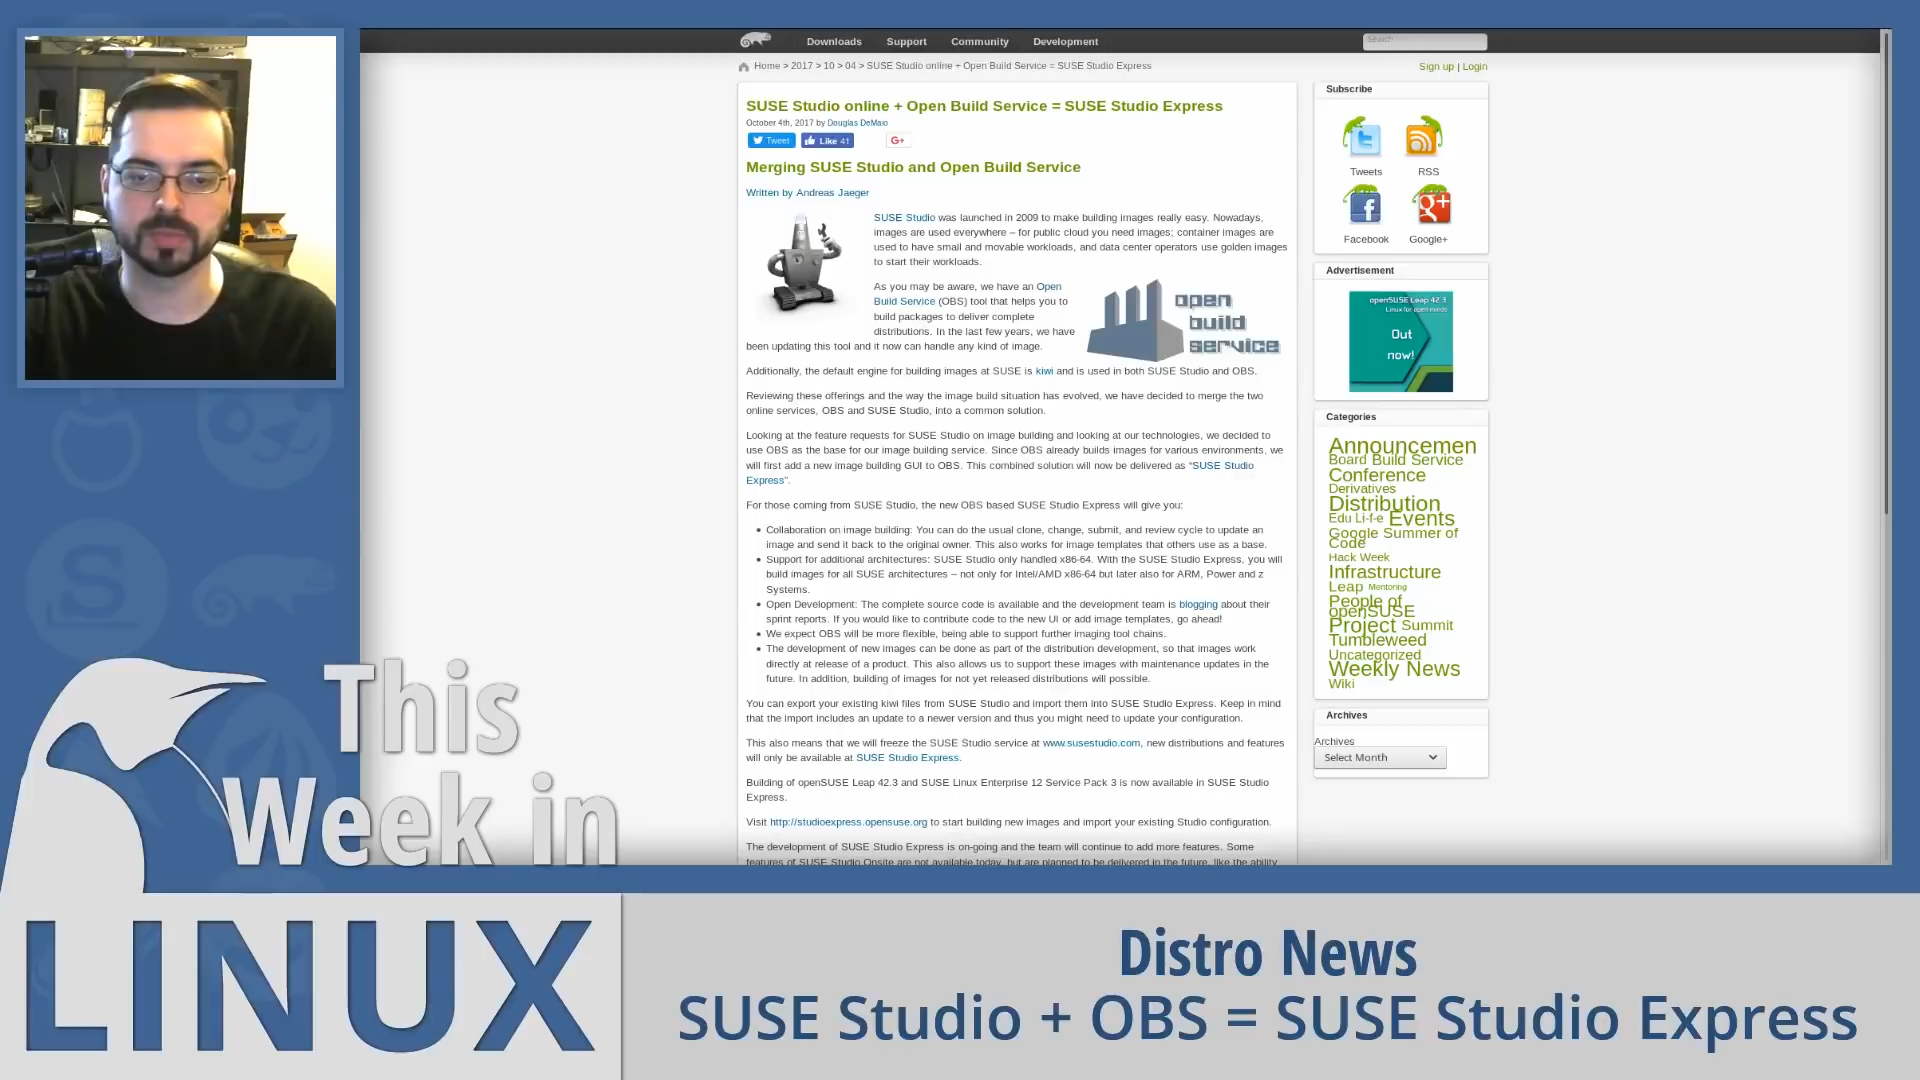 Downloads Support Community Development
Search
Home > 2017 > 10 > 04 > SUSE Studio online + Open Build Service = SUSE Studio Express
Sign up | Login
SUSE Studio online + Open Build Service = SUSE Studio Express
October 4th, 2017 by Douglas DeMaio
Tweet Like 41 G+
Merging SUSE Studio and Open Build Service
Written by Andreas Jaeger
SUSE Studio was launched in 2009 to make building images really easy. Nowadays,
images are used everywhere – for public cloud you need images; container images are
used to have small and movable workloads, and data center operators use golden images
to start their workloads.
As you may be aware, we have an Open
Build Service (OBS) tool that helps you to
build packages to deliver complete
distributions. In the last few years, we have
been updating this tool and it now can handle any kind of image.
open
build
service
Additionally, the default engine for building images at SUSE is kiwi and is used in both SUSE Studio and OBS.
Reviewing these offerings and the way the image build situation has evolved, we have decided to merge the two
online services, OBS and SUSE Studio, into a common solution.
Looking at the feature requests for SUSE Studio on image building and looking at our technologies, we decided to
use OBS as the base for our image building service. Since OBS already builds images for various environments, we
will first add a new image building GUI to OBS. This combined solution will now be delivered as “SUSE Studio
Express”.
For those coming from SUSE Studio, the new OBS based SUSE Studio Express will give you:
• Collaboration on image building: You can do the usual clone, change, submit, and review cycle to update an
image and send it back to the original owner. This also works for image templates that others use as a base.
• Support for additional architectures: SUSE Studio only handled x86-64. With the SUSE Studio Express, you will
build images for all SUSE architectures – not only for Intel/AMD x86-64 but later also for ARM, Power and z
Systems.
• Open Development: The complete source code is available and the development team is blogging about their
sprint reports. If you would like to contribute code to the new UI or add image templates, go ahead!
• We expect OBS will be more flexible, being able to support further imaging tool chains.
• The development of new images can be done as part of the distribution development, so that images work
directly at release of a product. This also allows us to support these images with maintenance updates in the
future. In addition, building of images for not yet released distributions will possible.
You can export your existing kiwi files from SUSE Studio and import them into SUSE Studio Express. Keep in mind
that the import includes an update to a newer version and thus you might need to update your configuration.
This also means that we will freeze the SUSE Studio service at www.susestudio.com, new distributions and features
will only be available at SUSE Studio Express.
Building of openSUSE Leap 42.3 and SUSE Linux Enterprise 12 Service Pack 3 is now available in SUSE Studio
Express.
Visit http://studioexpress.opensuse.org to start building new images and import your existing Studio configuration.
The development of SUSE Studio Express is on-going and the team will continue to add more features. Some
features of SUSE Studio Onsite are not available today, but are planned to be delivered in the future, like the ability
Subscribe
Tweets RSS
Facebook Google+
Advertisement
openSUSE Leap 42.3
Linux for open minds
Out
now!
Categories
Announcemen
Board Build Service
Conference
Derivatives
Distribution
Edu Li-f-e Events
Google Summer of
Code
Hack Week
Infrastructure
Leap Mentoring
People of
openSUSE
Project Summit
Tumbleweed
Uncategorized
Weekly News
Wiki
Archives
Archives
Select Month
This
Week in
LINUX
Distro News
SUSE Studio + OBS = SUSE Studio Express